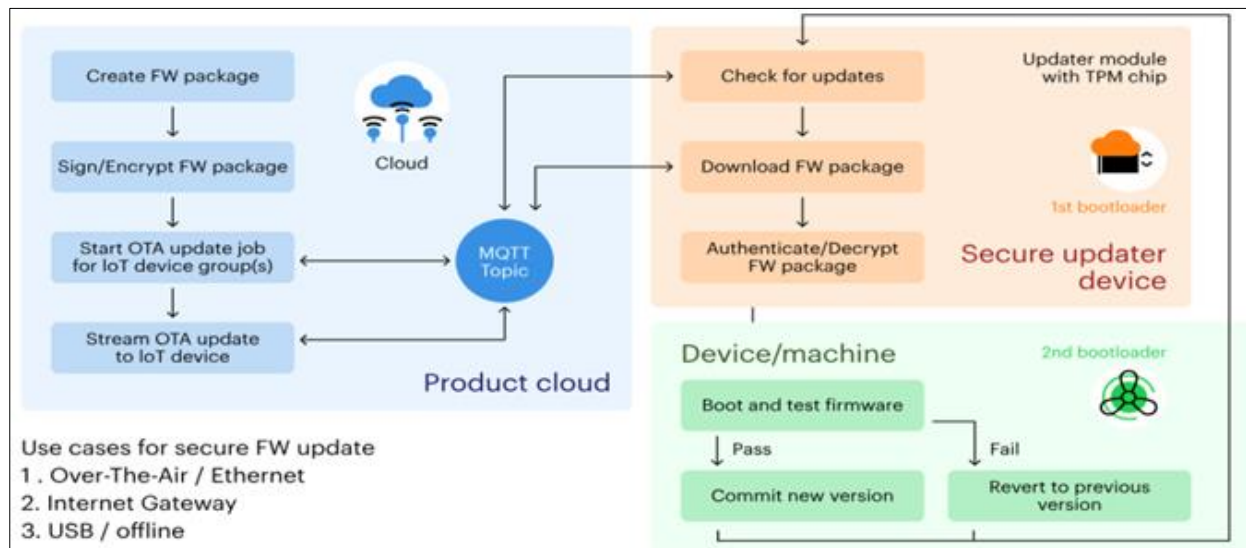 Create FW package
Sign/Encrypt FW package
Start OTA update job
for IoT device group(s)
Stream OTA update
to IoT device
Cloud
MQTT
Topic
Product cloud
Check for updates
Download FW package
Authenticate/Decrypt
FW package
Updater module
with TPM chip
1st bootloader
Secure updater
device
Device/machine
2nd bootloader
Boot and test firmware
Pass
Fail
Commit new version
Revert to previous
version
Use cases for secure FW update
1 . Over-The-Air / Ethernet
2. Internet Gateway
3. USB / offline